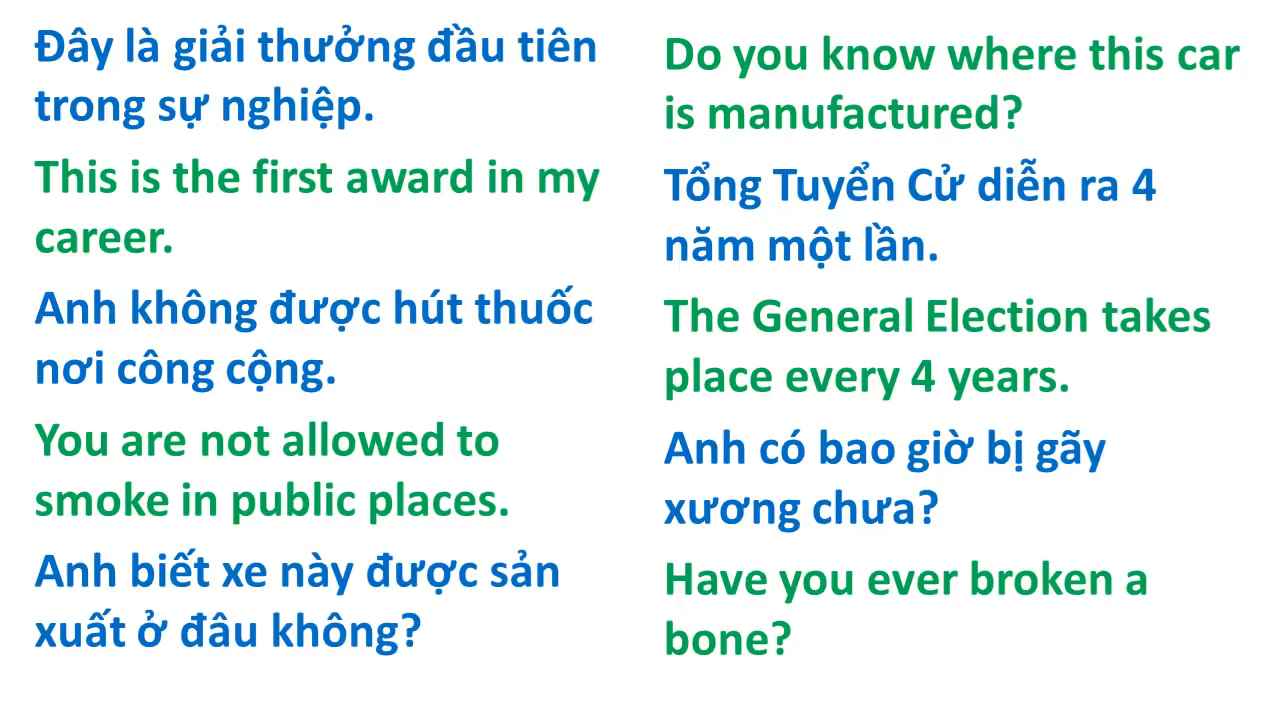 Đây là giải thưởng đầu tiên
trong sự nghiệp.
This is the first award in my
career.
Anh không được hút thuốc
nơi công cộng.
You are not allowed to
smoke in public places.
Anh biết xe này được sản
xuất ở đâu không?
Do you know where this car
is manufactured?
Tổng Tuyển Cử diễn ra 4
năm một lần.
The General Election takes
place every 4 years.
Anh có bao giờ bị gãy
xương chưa?
Have you ever broken a
bone?